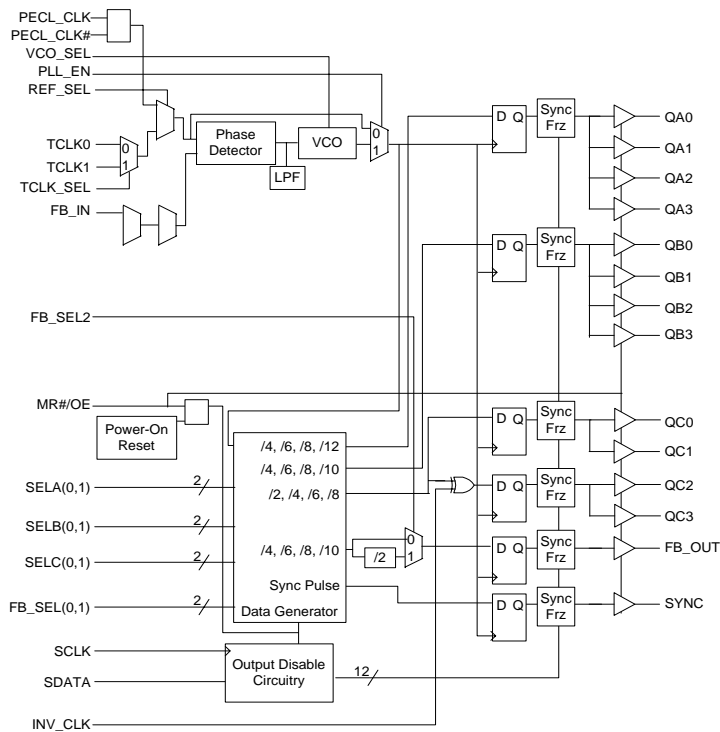 PECL_CLK
PECL_CLK#
VCO_SEL
PLL_EN
REF_SEL
TCLK0
TCLK1
TCLK_SEL
FB_IN
0
1
Phase
Detector
LPF
VCO
0
1
D Q
Sync
Frz
QA0
QA1
QA2
QA3
D Q
Sync
Frz
QB0
QB1
QB2
QB3
FB_SEL2
MR#/OE
Power-On
Reset
SELA(0,1)
2
SELB(0,1)
2
SELC(0,1)
2
FB_SEL(0,1)
2
/4, /6, /8, /12
/4, /6, /8, /10
/2, /4, /6, /8
/4, /6, /8, /10
Sync Pulse
Data Generator
/2
0
1
D Q
Sync
Frz
QC0
QC1
D Q
Sync
Frz
QC2
QC3
D Q
Sync
Frz
FB_OUT
D Q
Sync
Frz
SYNC
SCLK
SDATA
Output Disable
Circuitry
12
INV_CLK